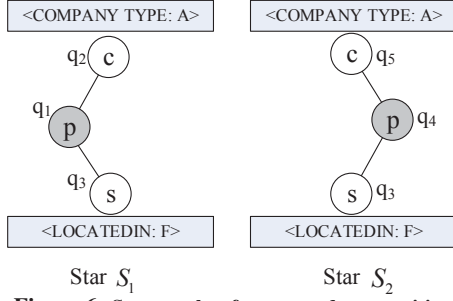 <COMPANY TYPE: A> <COMPANY TYPE: A>
q2 c c q5
q1 p p q4
q3 s s q3
<LOCATEDIN: F> <LOCATEDIN: F>
Star S1 Star S2